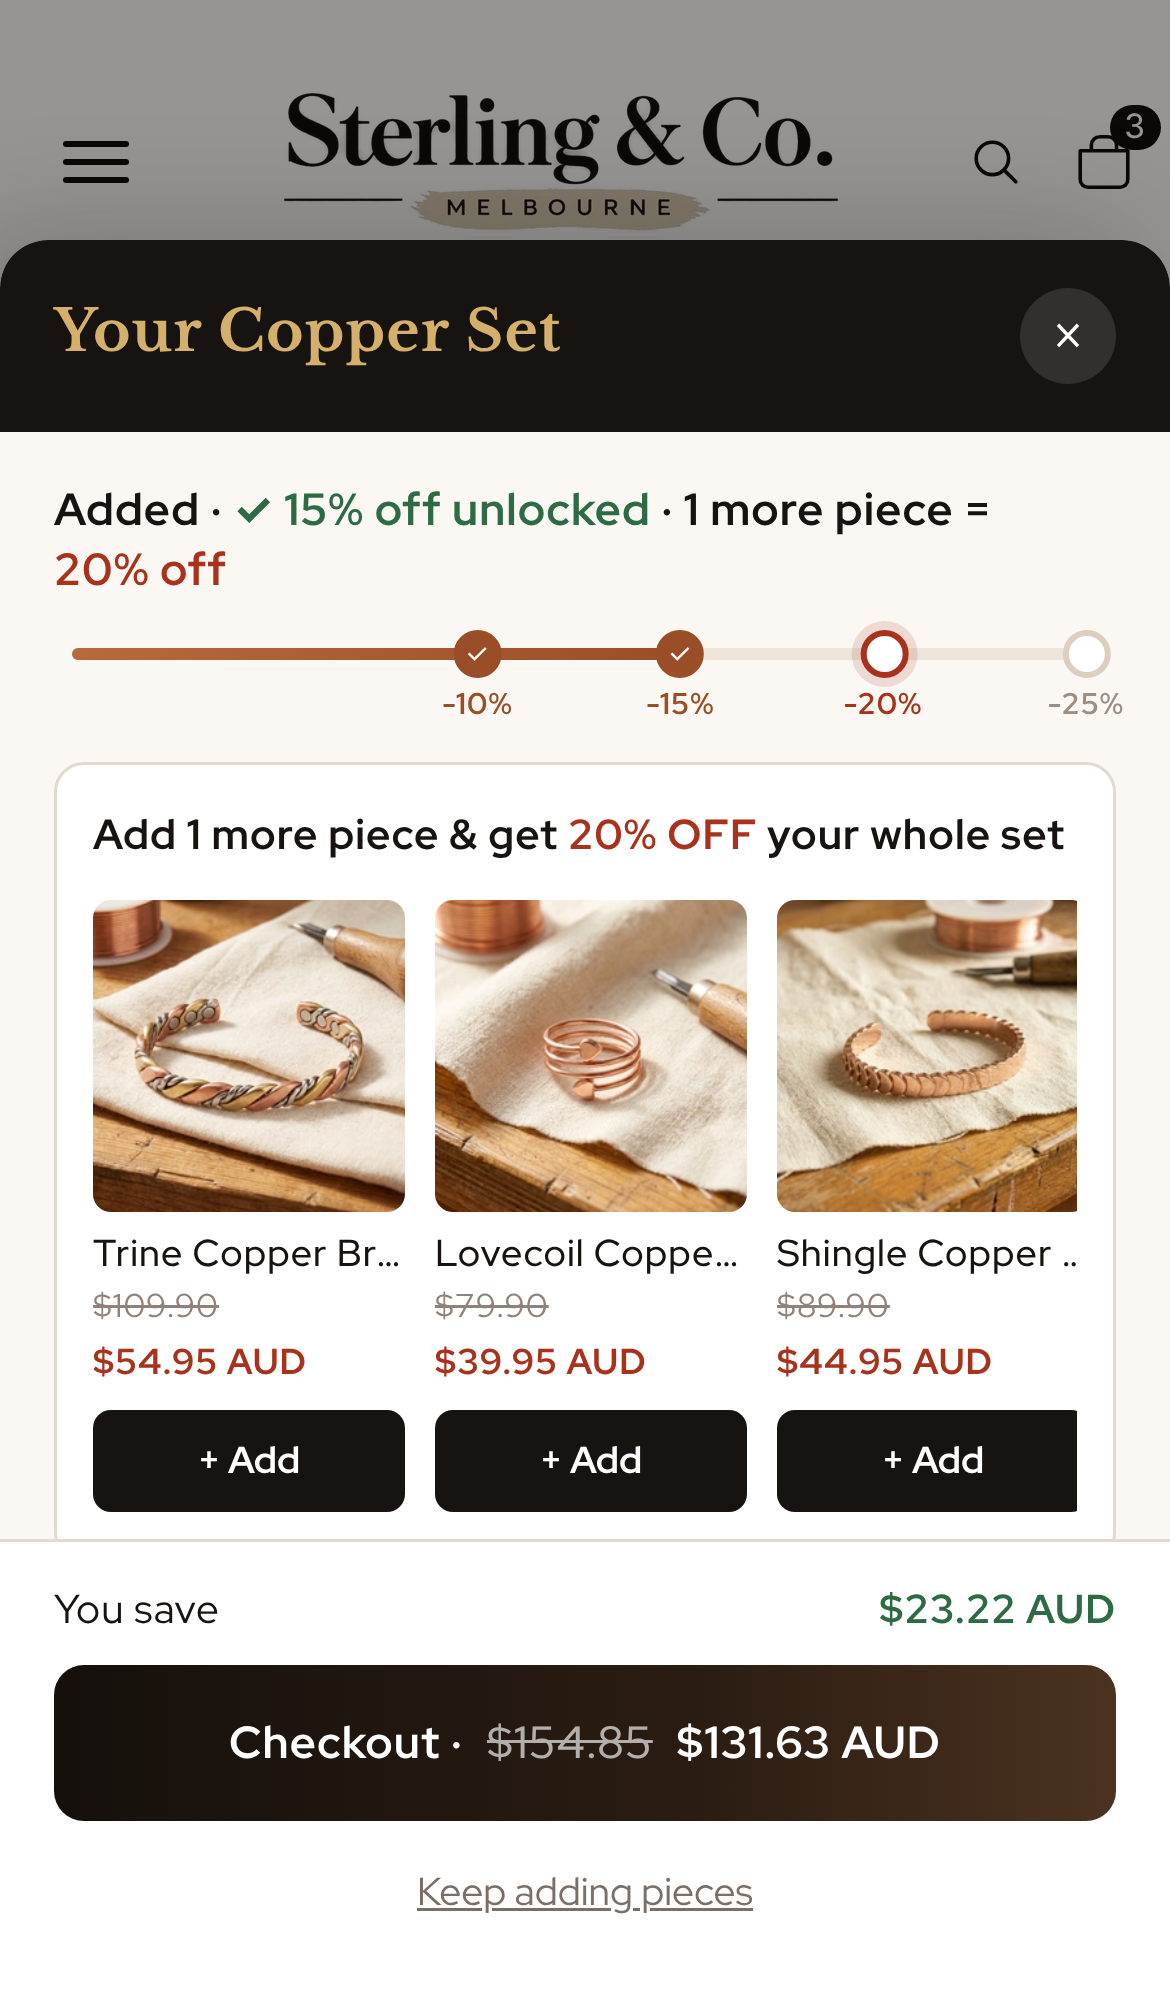 Sterling & Co.
MELBOURNE
3
Your Copper Set
Added · ✓ 15% off unlocked · 1 more piece =
20% off
-10% -15% -20% -25%
Add 1 more piece & get 20% OFF your whole set
Trine Copper Br... Lovecoil Coppe... Shingle Copper ..
$109.90 $79.90 $89.90
$54.95 AUD $39.95 AUD $44.95 AUD
+ Add + Add + Add
You save $23.22 AUD
Checkout · $154.85 $131.63 AUD
Keep adding pieces